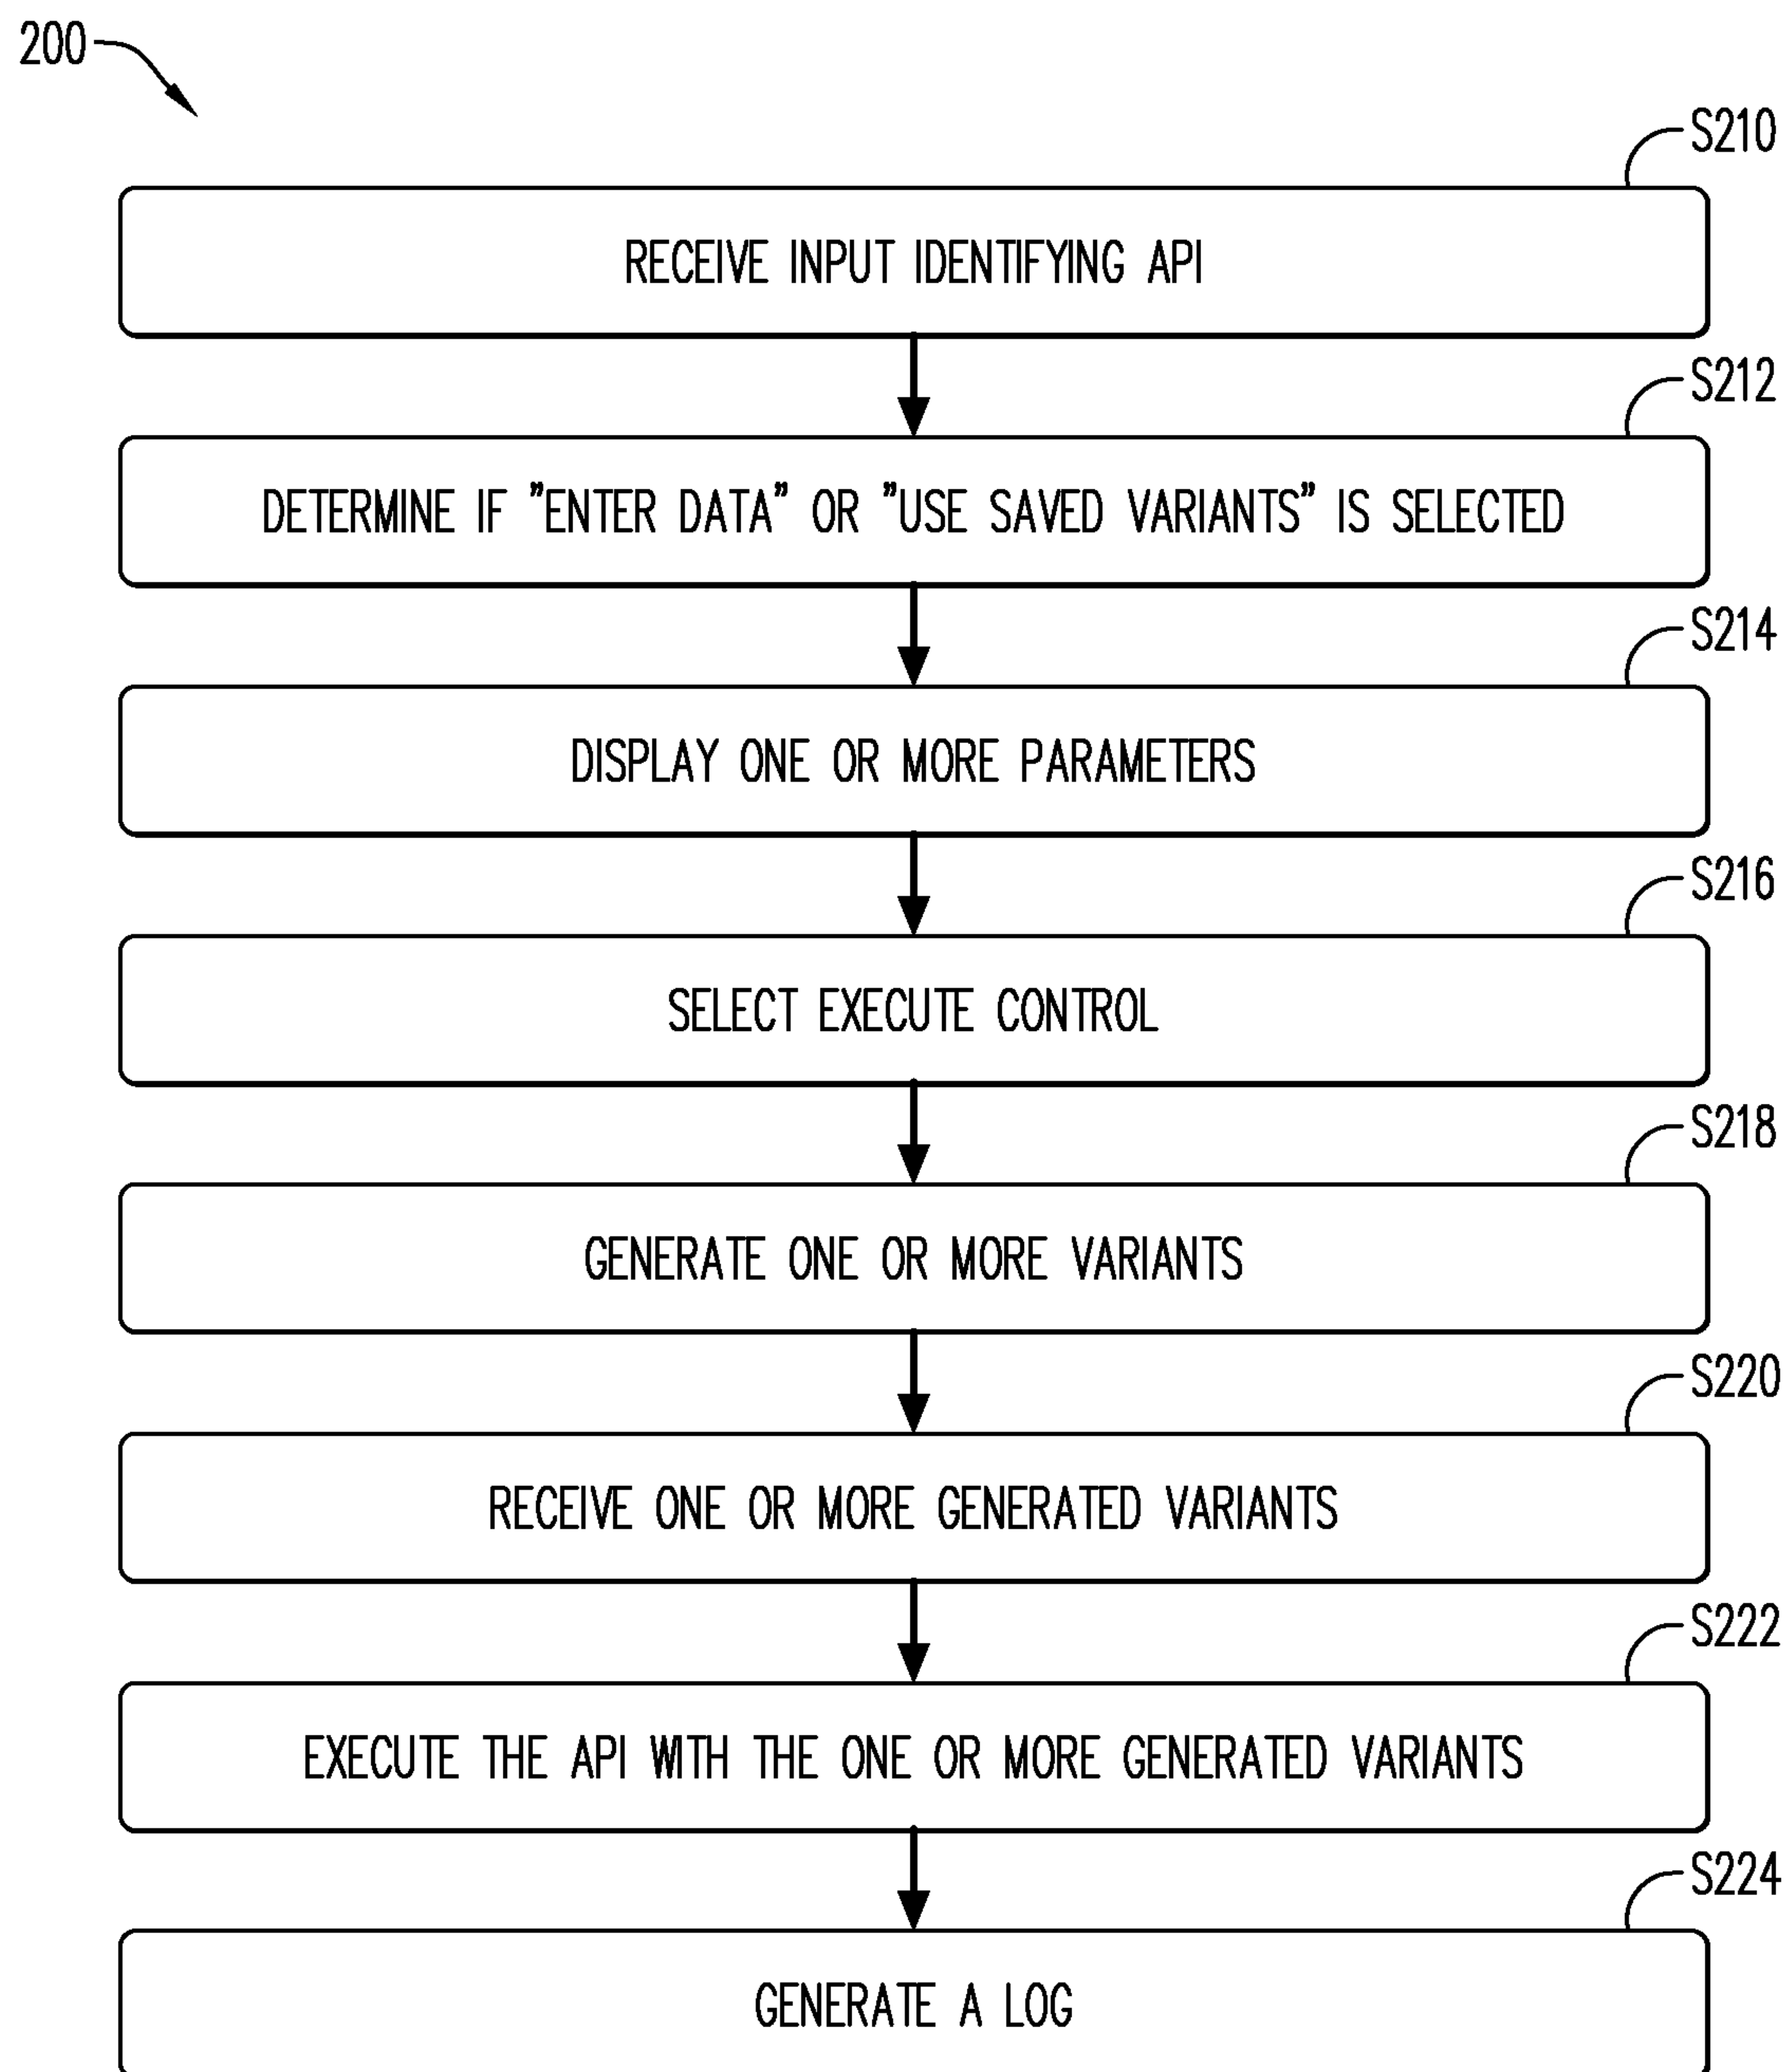 200
S210
RECEIVE INPUT IDENTIFYING API
S212
DETERMINE IF "ENTER DATA" OR "USE SAVED VARIANTS" IS SELECTED
S214
DISPLAY ONE OR MORE PARAMETERS
S216
SELECT EXECUTE CONTROL
S218
GENERATE ONE OR MORE VARIANTS
S220
RECEIVE ONE OR MORE GENERATED VARIANTS
S222
EXECUTE THE API WITH THE ONE OR MORE GENERATED VARIANTS
S224
GENERATE A LOG